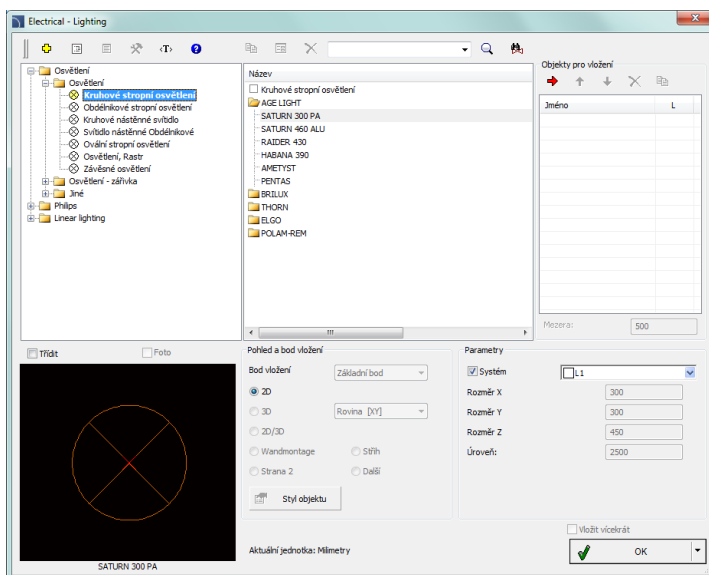 Electrical - Lighting
‹T›
Objekty pro vložení
Jméno L
Mezera: 500
Osvětlení
Osvětlení
Kruhové stropní osvětlení
Obdélnikové stropní osvětlení
Kruhové nástěnné svítidlo
Svítidlo nástěnné Obdélnikové
Ovální stropní osvětlení
Osvětlení, Rastr
Závěsné osvětlení
Osvětlení - zářivka
Jiné
Philips
Linear lighting
Název
Kruhové stropní osvětlení
AGE LIGHT
SATURN 300 PA
SATURN 460 ALU
RAIDER 430
HABANA 390
AMETYST
PENTAS
BRILUX
THORN
ELGO
POLAM-REM
Třídit Foto
SATURN 300 PA
Pohled a bod vložení
Bod vložení Základní bod
2D
3D Rovina [XY]
2D/3D
Wandmontage Střih
Strana 2 Další
Styl objektu
Aktuální jednotka: Milimetry
Parametry
Systém L1
Rozměr X 300
Rozměr Y 300
Rozměr Z 450
Úroveň: 2500
Vložit vícekrát
OK